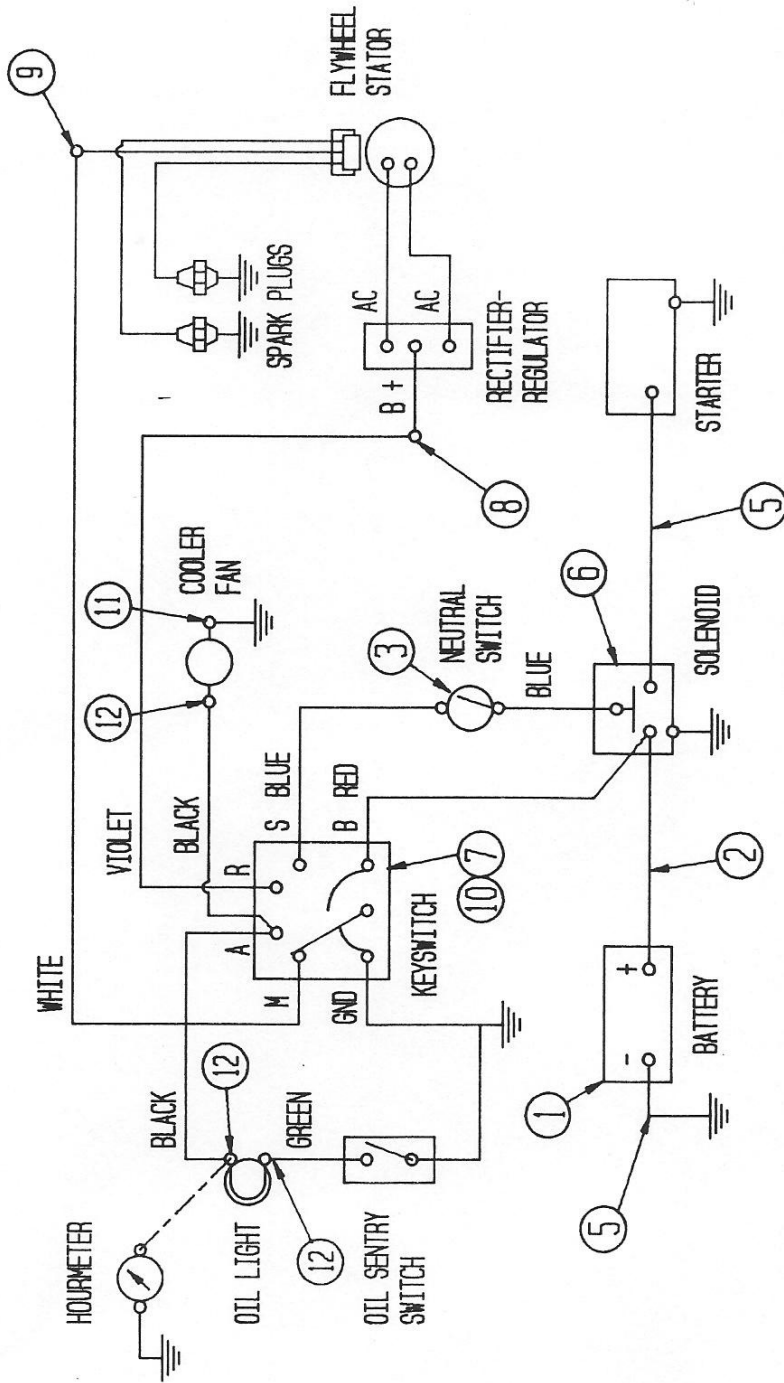 9
WHITE
HOURMETER
VIOLET
12
11
BLACK
BLACK
COOLER
FAN
12
OIL LIGHT
GREEN
12
A
R
M
S
BLUE
SPARK PLUGS
FLYWHEEL
STATOR
OIL SENTRY
SWITCH
GND
B
RED
AC
B +
AC
KEYSWITCH
7
10
3
NEUTRAL
SWITCH
8
RECTIFIER-
REGULATOR
BLUE
1
- +
6
5
BATTERY
2
SOLENOID
5
STARTER